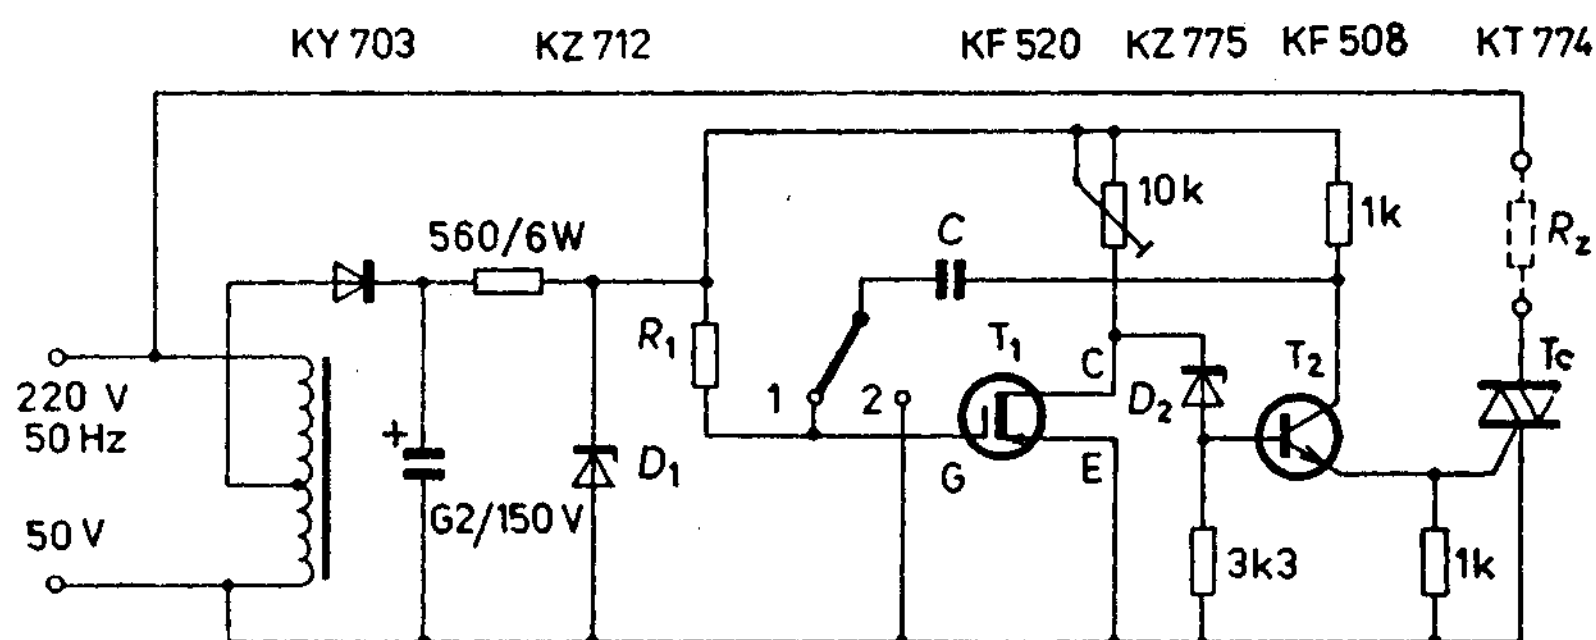 KY 703 KZ 712 KF 520 KZ 775 KF 508 KT 774
10k
1k
560/6W
C
Rz
R1
T1
C
T2
Tc
220 V
50 Hz
1
2
D2
+
D1
G
E
G2/150 V
50 V
3k3
1k